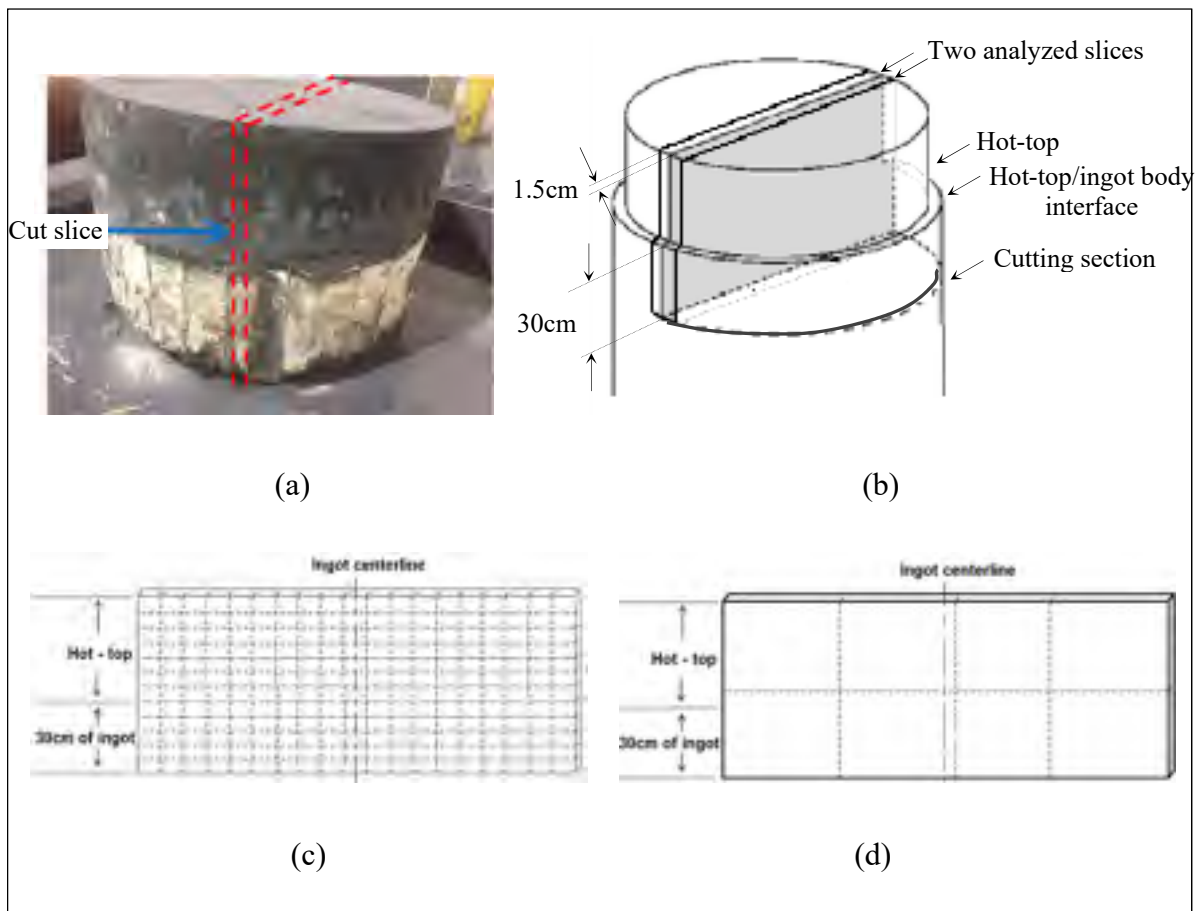 Two analyzed slices
Hot-top
Hot-top/ingot body
interface
1.5cm
Cut slice
Cutting section
30cm
(a)
(b)
Ingot centerline
Hot - top
30cm of ingot
Ingot centerline
Hot - top
30cm of ingot
(c)
(d)